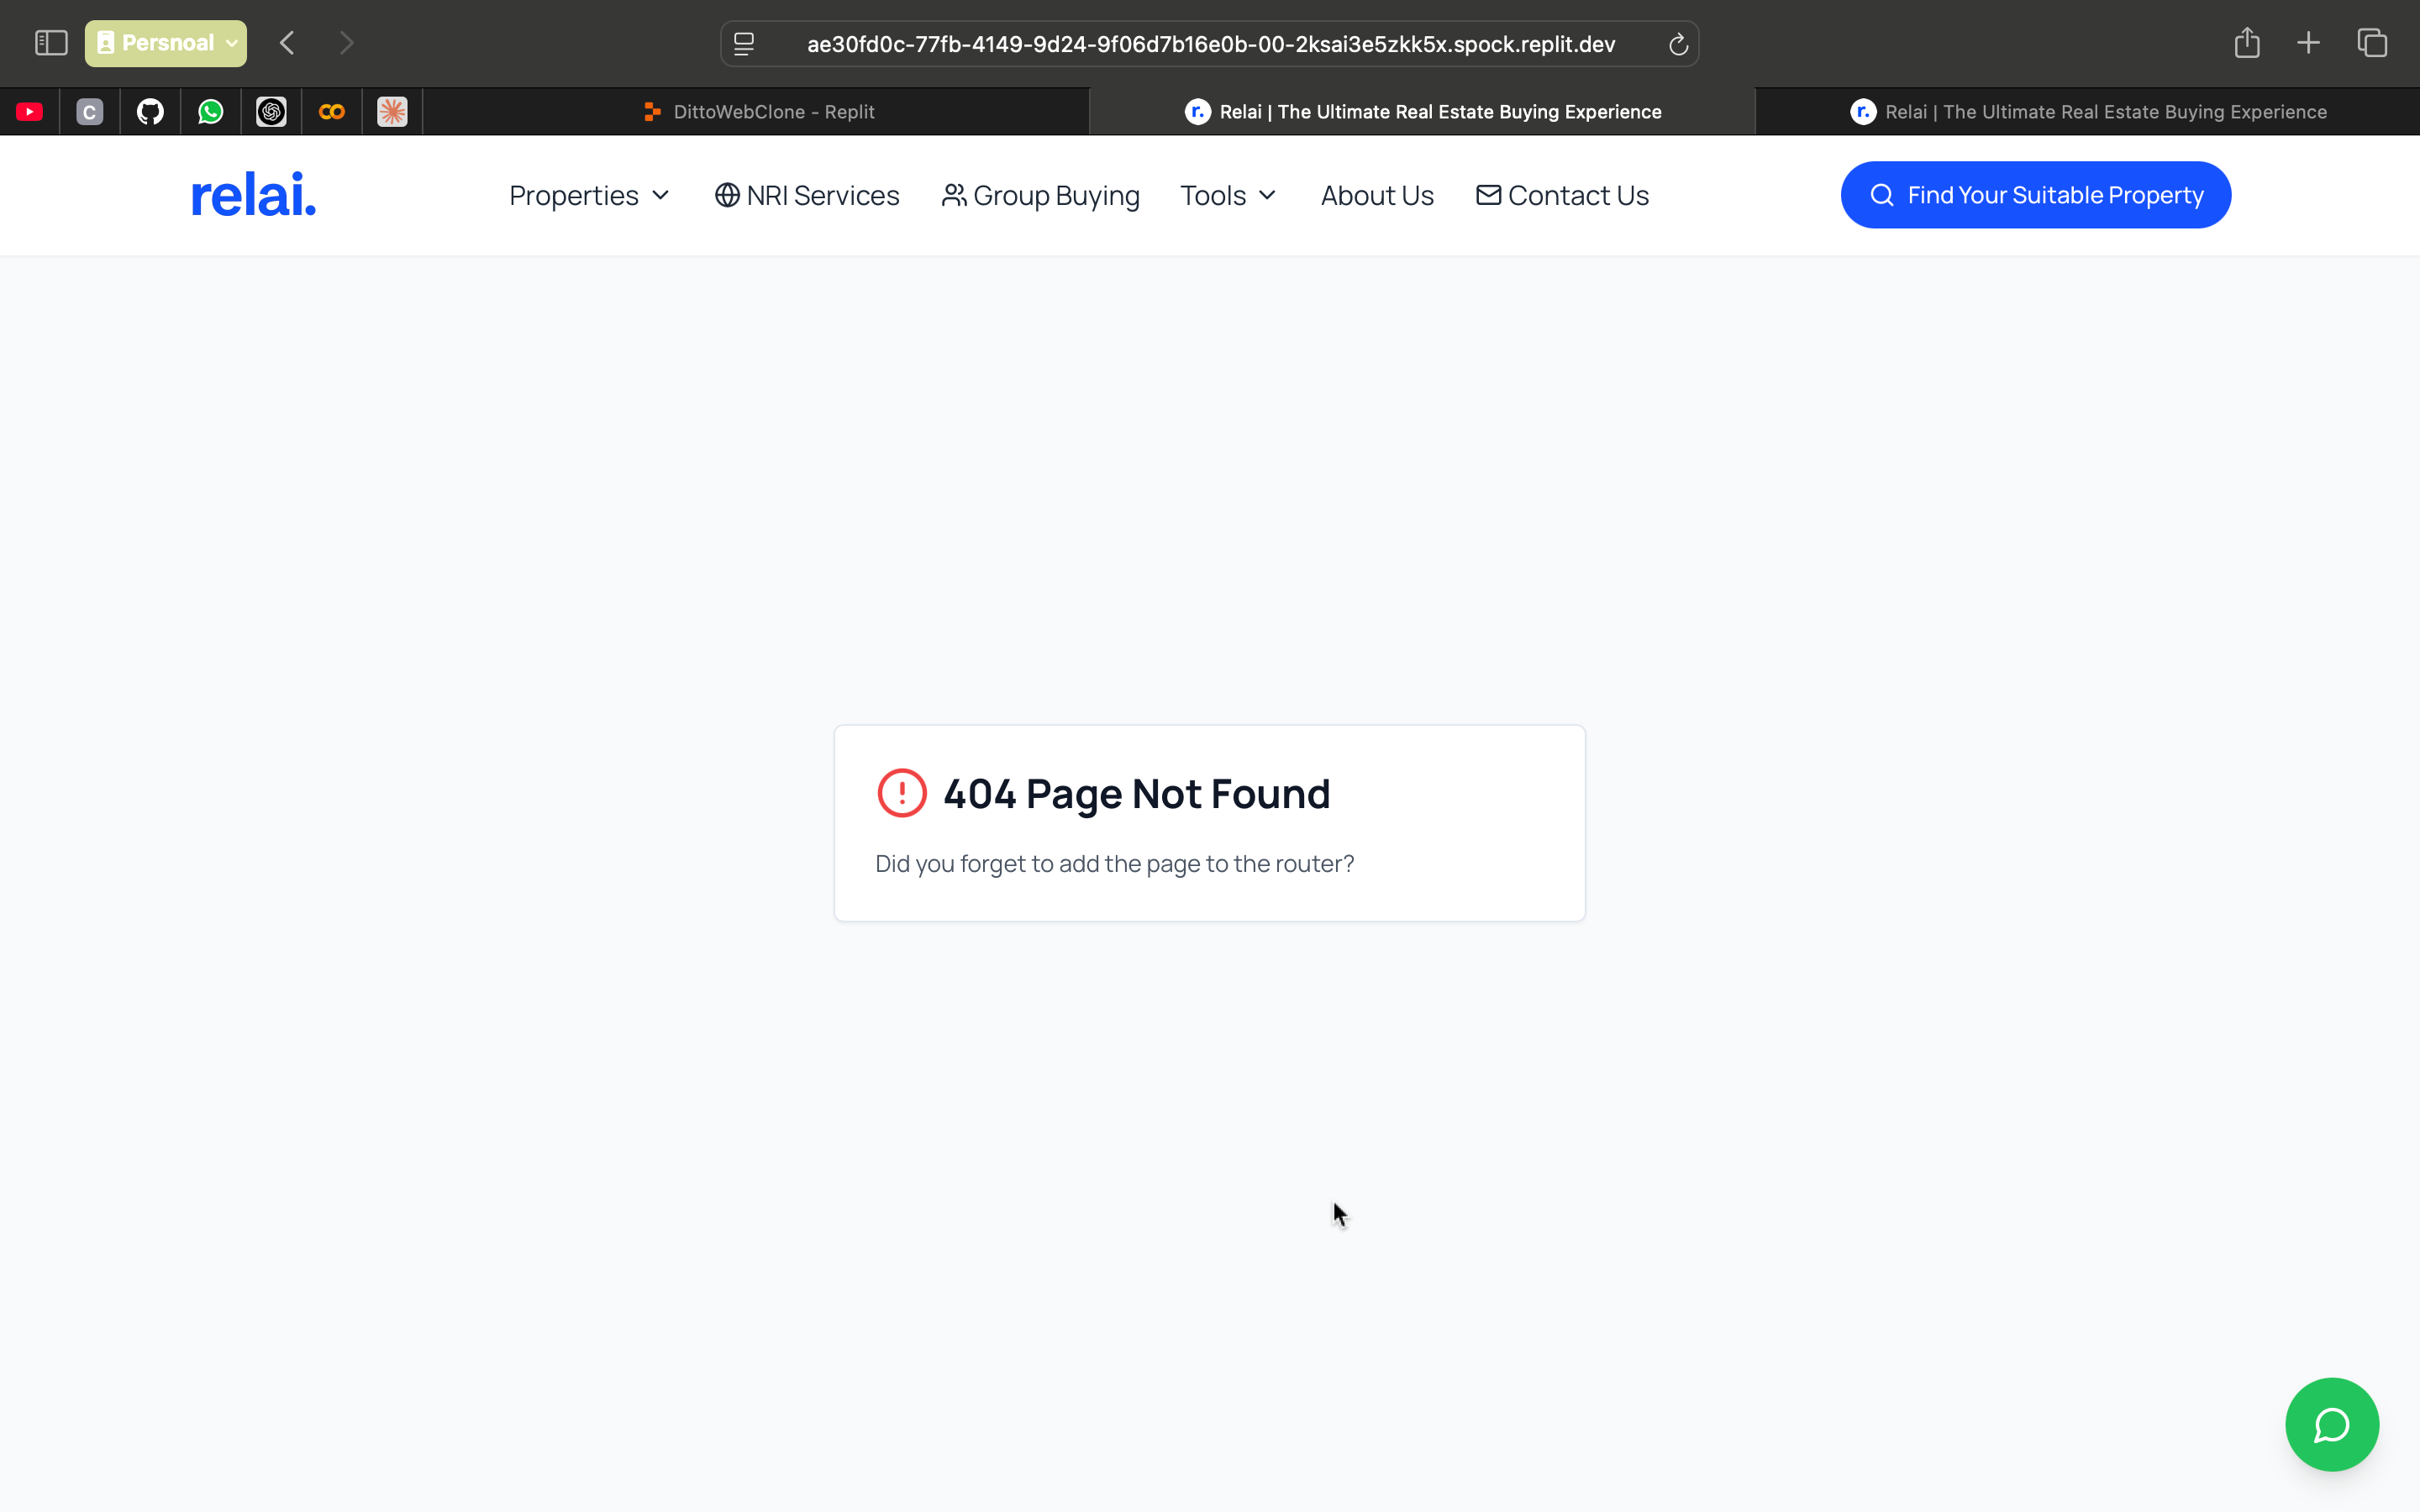 Persnoal
ae30fd0c-77fb-4149-9d24-9f06d7b16e0b-00-2ksai3e5zkk5x.spock.replit.dev
C
DittoWebClone - Replit
r. Relai | The Ultimate Real Estate Buying Experience
r. Relai | The Ultimate Real Estate Buying Experience
relai.
Properties
NRI Services
Group Buying
Tools
About Us
Contact Us
Find Your Suitable Property
404 Page Not Found
Did you forget to add the page to the router?